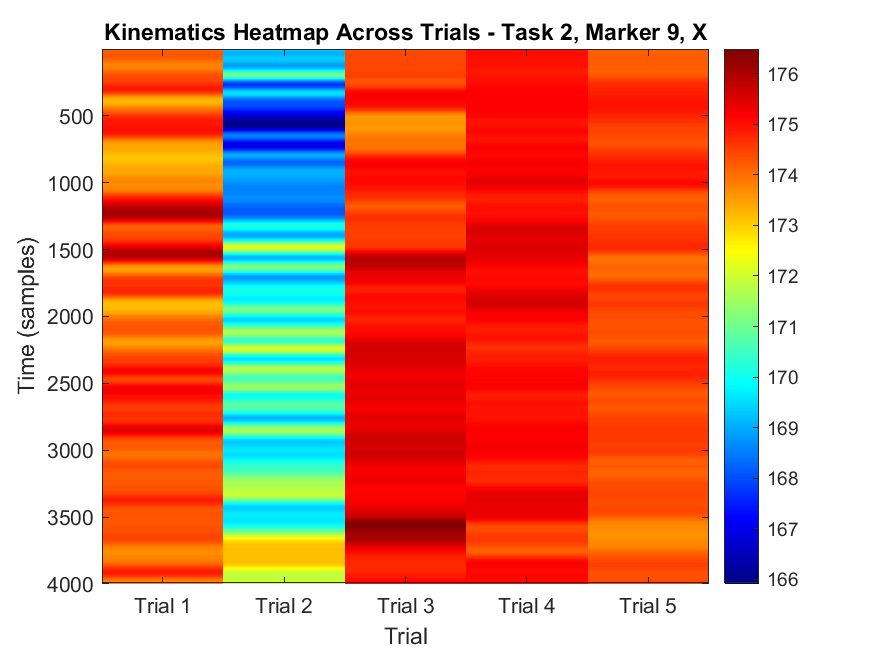 Kinematics Heatmap Across Trials - Task 2, Marker 9, X
Time (samples)
500
1000
1500
2000
2500
3000
3500
4000
Trial 1
Trial 2
Trial 3
Trial 4
Trial 5
Trial
176
175
174
173
172
171
170
169
168
167
166